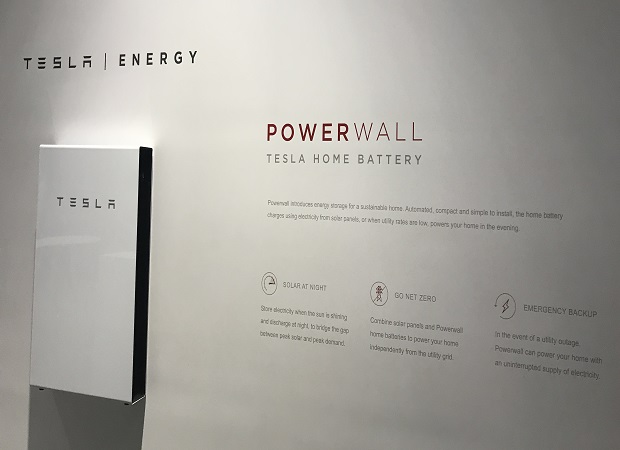 TESLA | ENERGY
TESLA
POWERWALL
TESLA HOME BATTERY
Powerwall introduces energy storage for a sustainable home. Automated, compact and simple to install, the home battery
charges using electricity from solar panels, or when utility rates are low, powers your home in the evening.
SOLAR AT NIGHT
Store electricity when the sun is shining
and discharge at night, to bridge the gap
between peak solar and peak demand.
GO NET ZERO
Combine solar panels and Powerwall
home batteries to power your home
independently from the utility grid.
EMERGENCY BACKUP
In the event of a utility outage,
Powerwall can power your home with
an uninterrupted supply of electricity.